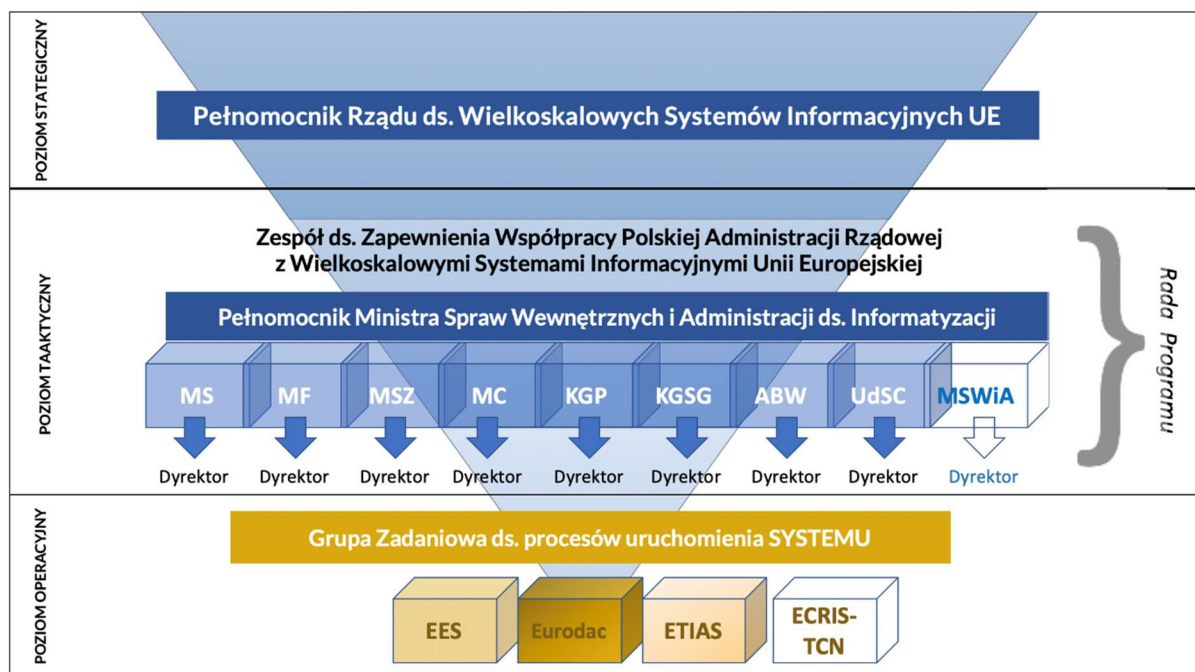 POZIOM STRATEGICZNY
Pełnomocnik Rządu ds. Wielkoskalowych Systemów Informacyjnych UE
POZIOM TAAKTYCZNY
Zespół ds. Zapewnienia Współpracy Polskiej Administracji Rządowej
z Wielkoskalowymi Systemami Informacyjnymi Unii Europejskiej
Pełnomocnik Ministra Spraw Wewnętrznych i Administracji ds. Informatyzacji
MS MF MSZ MC KGP KGSG ABW UdSC MSWiA
Dyrektor Dyrektor Dyrektor Dyrektor Dyrektor Dyrektor Dyrektor Dyrektor Dyrektor
Rada Programu
POZIOM OPERACYJNY
Grupa Zadaniowa ds. procesów uruchomienia SYSTEMU
EES Eurodac ETIAS ECRIS-
TCN